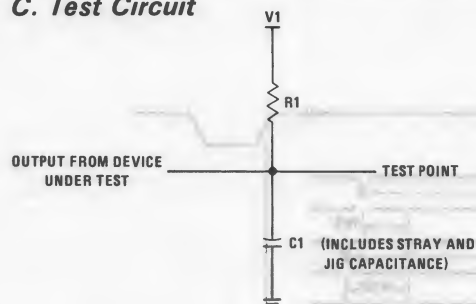 C. Test Circuit
V1
R1
OUTPUT FROM DEVICE
UNDER TEST
TEST POINT
C1
(INCLUDES STRAY AND
JIG CAPACITANCE)